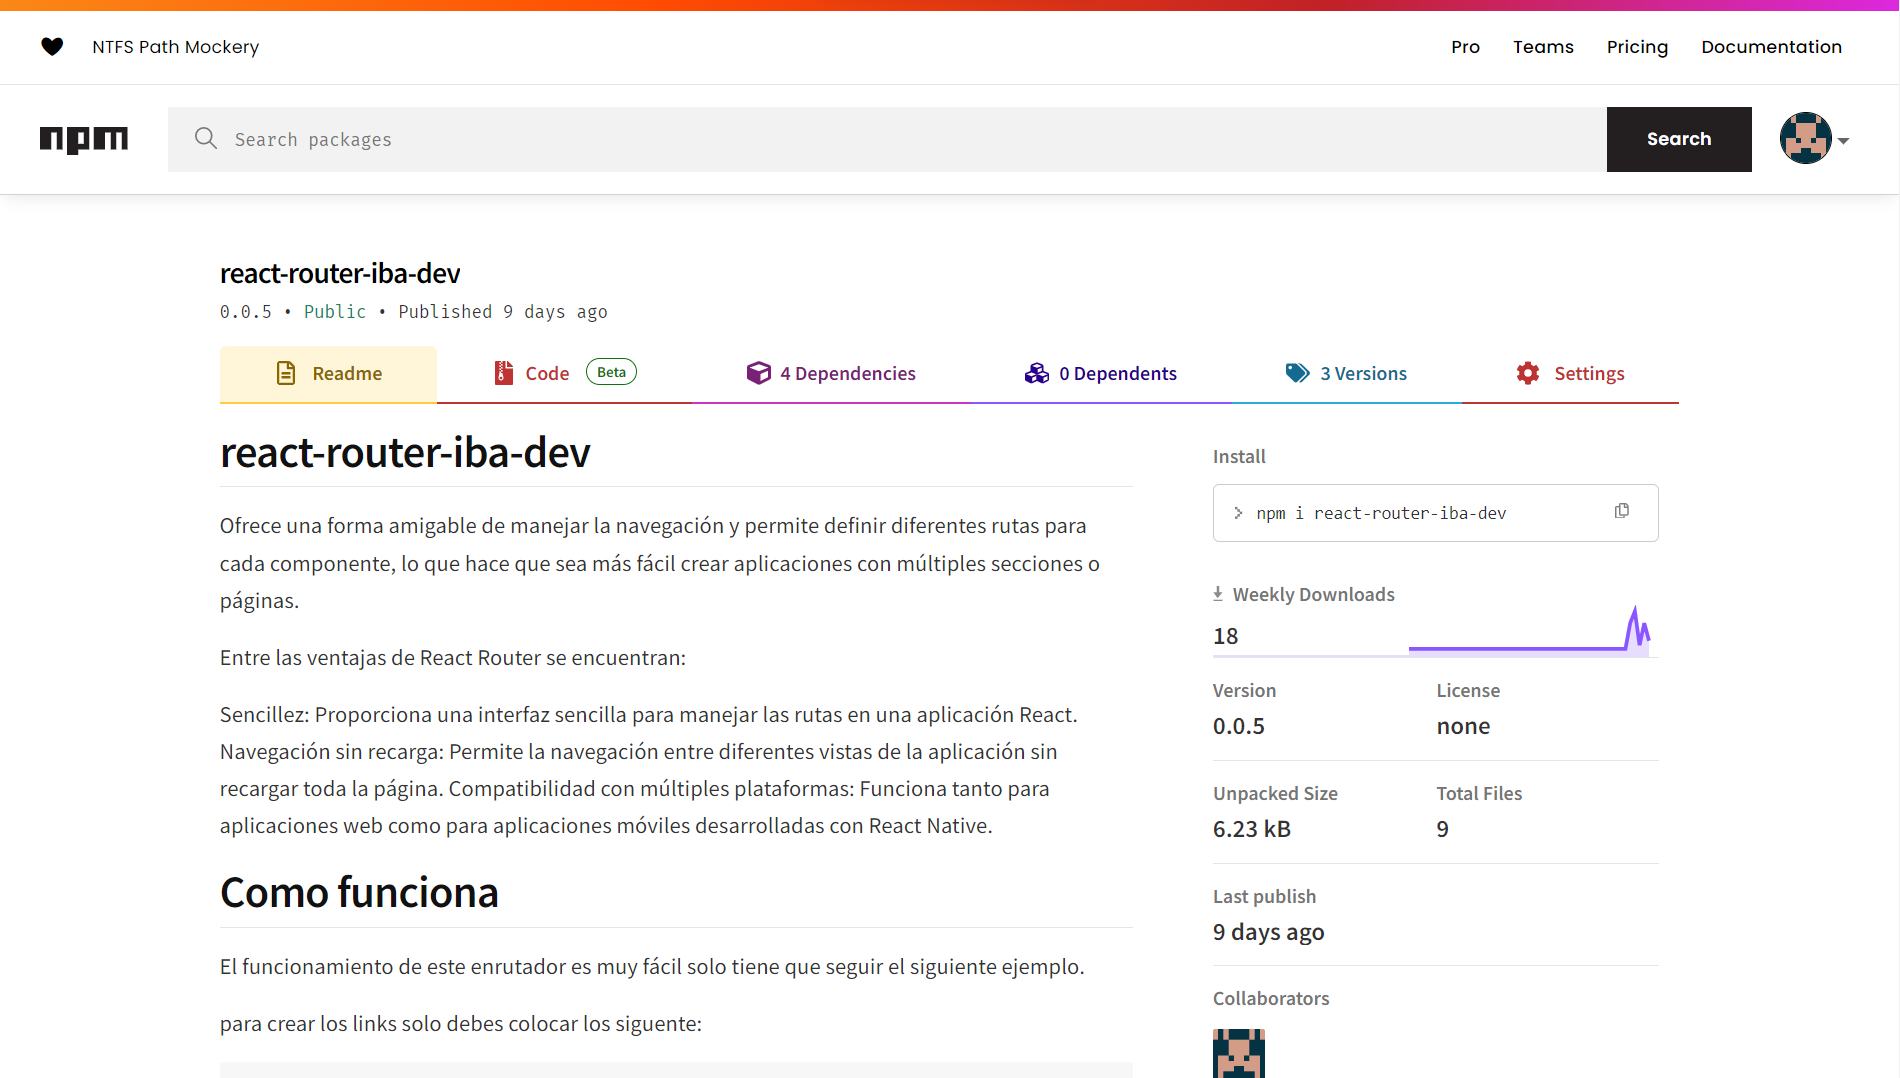 NTFS Path Mockery
Pro
Teams
Pricing
Documentation
npm
Search packages
Search
react-router-iba-dev
0.0.5 • Public • Published 9 days ago
Readme
Code
Beta
4 Dependencies
0 Dependents
3 Versions
Settings
react-router-iba-dev
Ofrece una forma amigable de manejar la navegación y permite definir diferentes rutas para
cada componente, lo que hace que sea más fácil crear aplicaciones con múltiples secciones o
páginas.
Entre las ventajas de React Router se encuentran:
Sencillez: Proporciona una interfaz sencilla para manejar las rutas en una aplicación React.
Navegación sin recarga: Permite la navegación entre diferentes vistas de la aplicación sin
recargar toda la página. Compatibilidad con múltiples plataformas: Funciona tanto para
aplicaciones web como para aplicaciones móviles desarrolladas con React Native.
Como funciona
El funcionamiento de este enrutador es muy fácil solo tiene que seguir el siguiente ejemplo.
para crear los links solo debes colocar los siguente:
Install
npm i react-router-iba-dev
Weekly Downloads
18
Version
License
0.0.5
none
Unpacked Size
Total Files
6.23 kB
9
Last publish
9 days ago
Collaborators